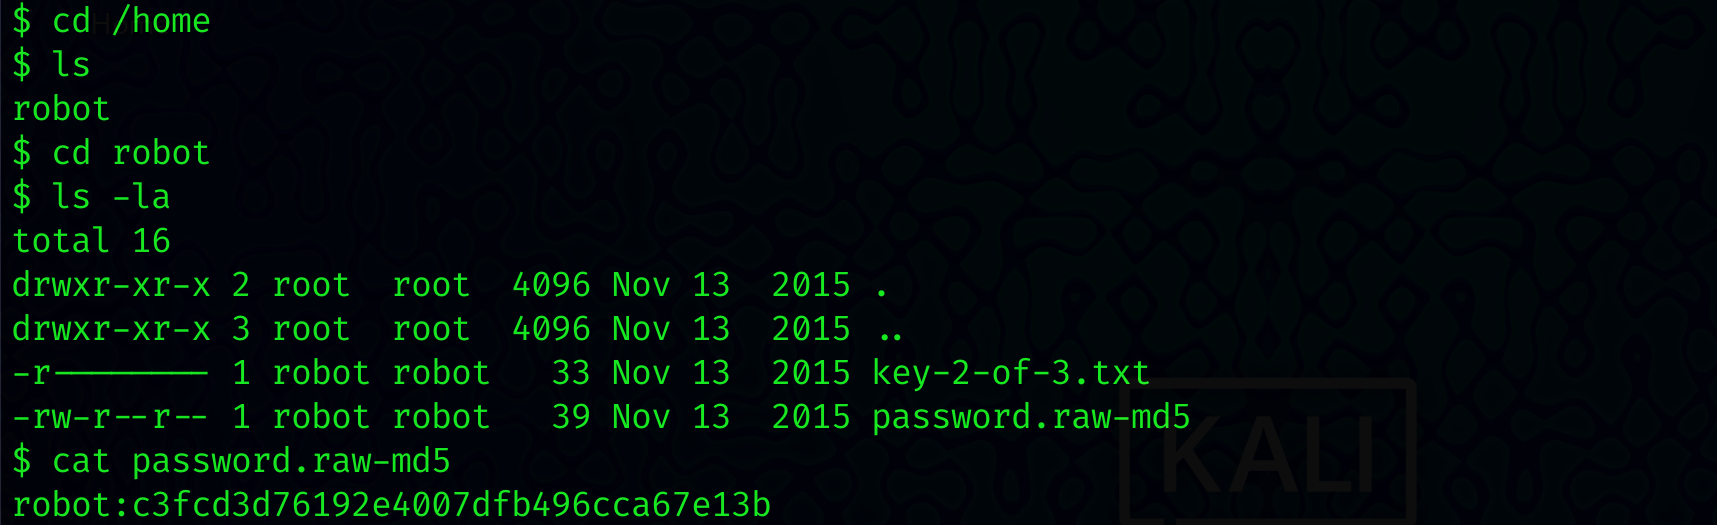 $ cd /home
$ ls
robot
$ cd robot
$ ls -la
total 16
drwxr-xr-x 2 root  root  4096 Nov 13  2015 .
drwxr-xr-x 3 root  root  4096 Nov 13  2015 ..
-r-------- 1 robot robot   33 Nov 13  2015 key-2-of-3.txt
-rw-r--r-- 1 robot robot   39 Nov 13  2015 password.raw-md5
$ cat password.raw-md5
robot:c3fcd3d76192e4007dfb496cca67e13b
KALI